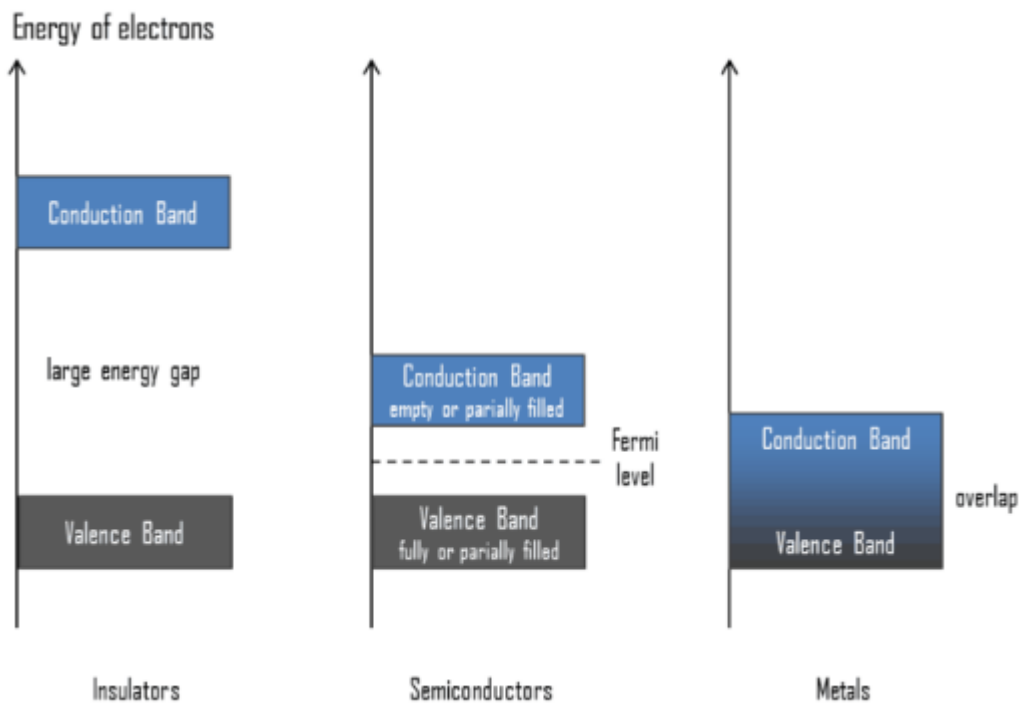 Energy of electrons
Conduction Band
large energy gap
Valence Band
Insulators
Conduction Band
empty or parially filled
Fermi
level
Valence Band
fully or parially filled
Semiconductors
Conduction Band
Valence Band
overlap
Metals